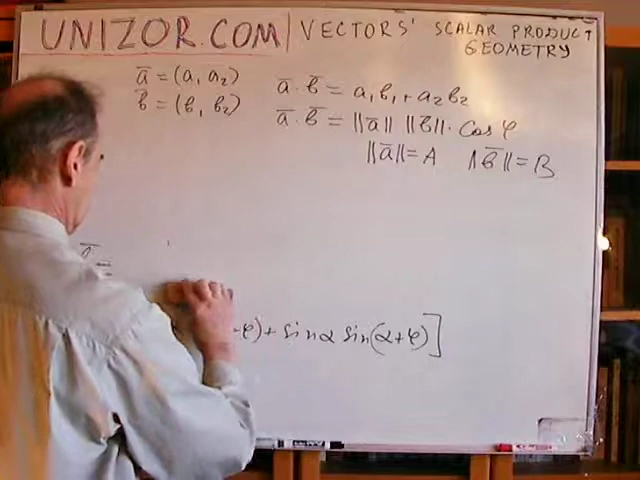 UNIZOR.COM | VECTORS' SCALAR PRODUCT
GEOMETRY
a̅ = (a₁ a₂)
b̅ = (b₁ b₂)
a̅ · b̅ = a₁b₁ + a₂b₂
a̅ · b̅ = ||a̅|| ||b̅|| · Cos φ
||a̅|| = A ||b̅|| = B
φ) + sin α sin(α+φ)]